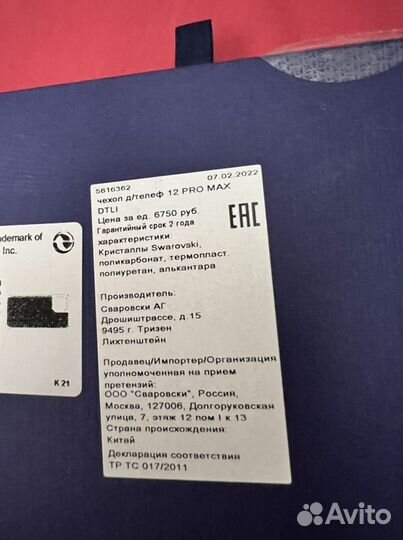 5616362 07.02.2022
чехол д/телеф 12 PRO MAX
DTLI
Цена за ед. 6750 руб
Гарантийный срок 2 года
характеристики:
Кристаллы Swarovski,
поликарбонат, термопласт.
полиуретан, алькантара
EAC
Производитель:
Сваровски АГ
Дрошиштрассе, д.15
9495 г. Тризен
Лихтенштейн
Продавец/Импортер/Организация
уполномоченная на прием
претензий:
ООО "Сваровски", Россия,
Москва, 127006, Долгоруковская
улица, 7, этаж 12 пом I к 13
Страна происхождения:
Китай
Декларация соответствия
ТР ТС 017/2011
demark of
Inc.
K 21
Avito